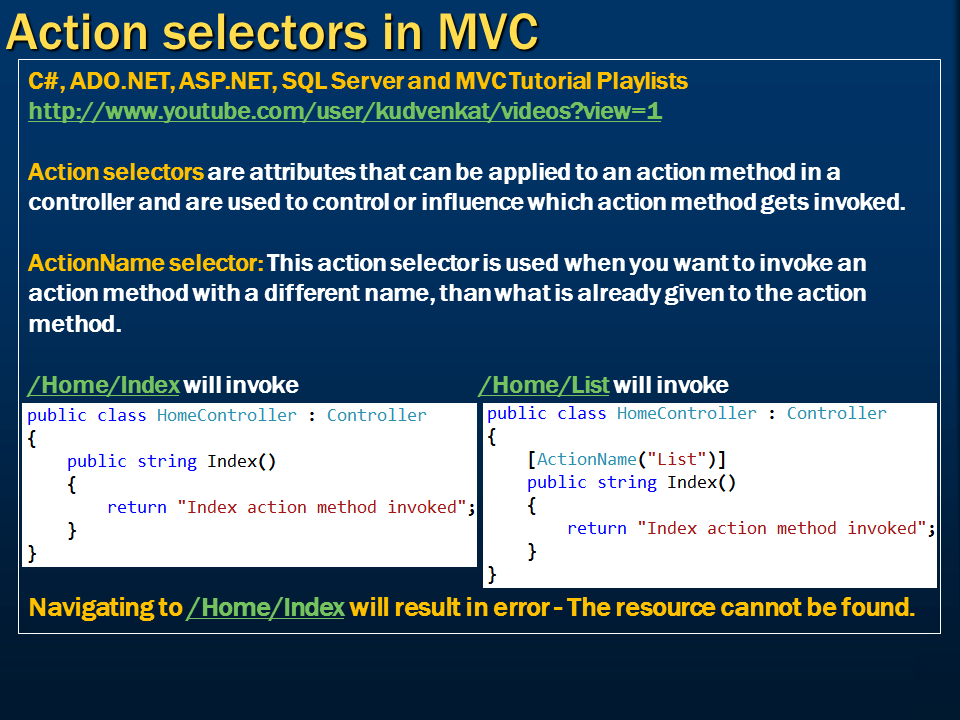 Action selectors in MVC
C#, ADO.NET, ASP.NET, SQL Server and MVC Tutorial Playlists
http://www.youtube.com/user/kudvenkat/videos?view=1
Action selectors are attributes that can be applied to an action method in a
controller and are used to control or influence which action method gets invoked.
ActionName selector: This action selector is used when you want to invoke an
action method with a different name, than what is already given to the action
method.
/Home/Index will invoke
public class HomeController : Controller
{
    public string Index()
    {
        return "Index action method invoked";
    }
}
/Home/List will invoke
public class HomeController : Controller
{
    [ActionName("List")]
    public string Index()
    {
        return "Index action method invoked";
    }
}
Navigating to /Home/Index will result in error - The resource cannot be found.